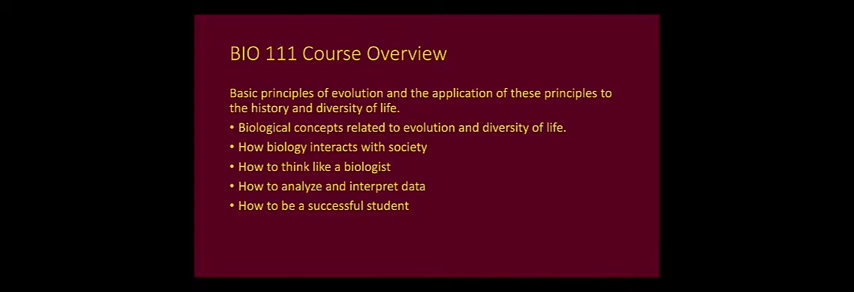 BIO 111 Course Overview
Basic principles of evolution and the application of these principles to
the history and diversity of life.
• Biological concepts related to evolution and diversity of life.
• How biology interacts with society
• How to think like a biologist
• How to analyze and interpret data
• How to be a successful student